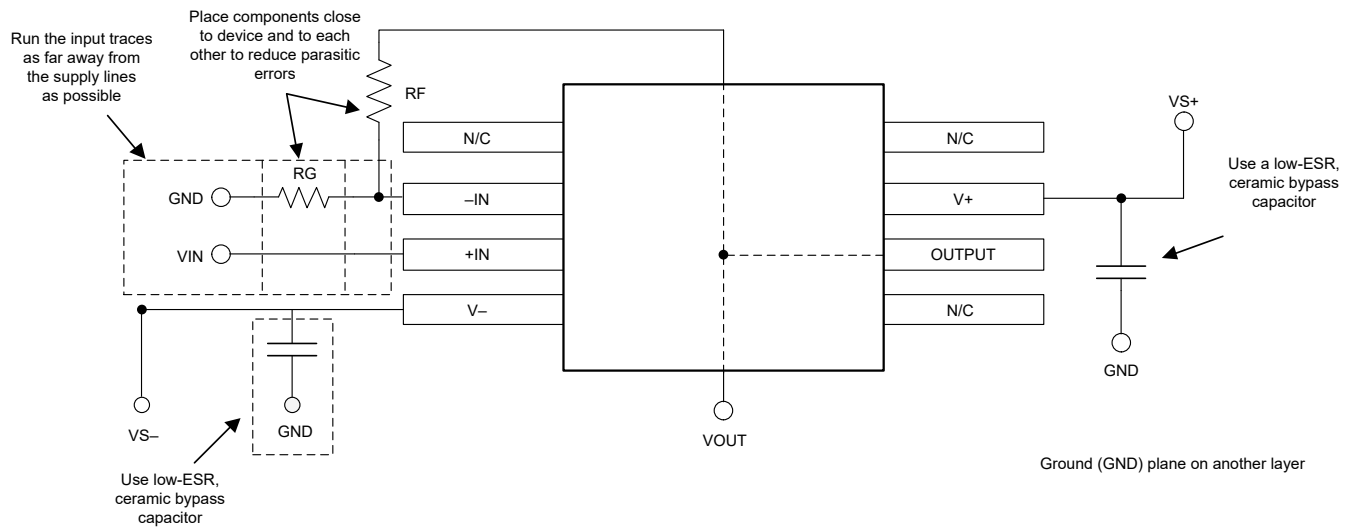 Run the input traces
as far away from
the supply lines
as possible
Place components close
to device and to each
other to reduce parasitic
errors
RF
N/C
N/C
VS+
Use a low-ESR,
ceramic bypass
capacitor
RG
GND
–IN
V+
VIN
+IN
OUTPUT
V–
N/C
GND
VS–
GND
VOUT
Ground (GND) plane on another layer
Use low-ESR,
ceramic bypass
capacitor